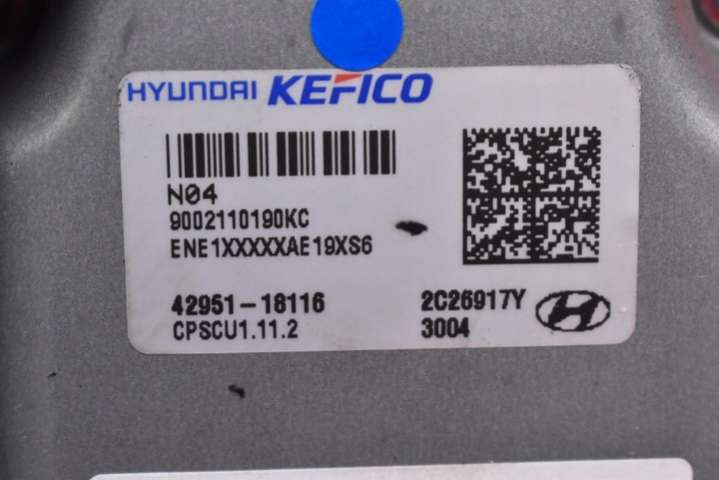 HYUNDAI KEFICO
N04
9002110190KC
ENE1XXXXXAE19XS6
42951-18116 2C26917Y
CPSCU1.11.2 3004